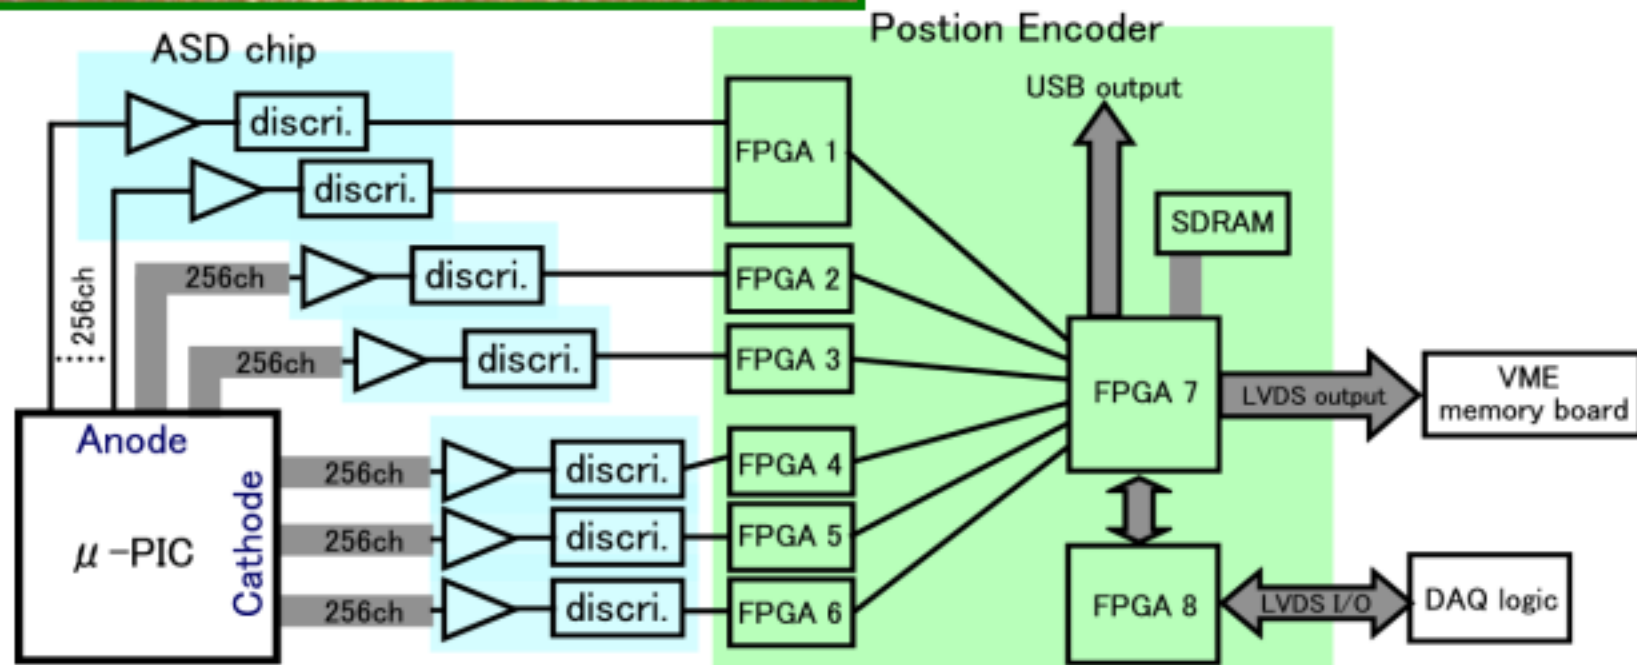 Postion Encoder
ASD chip
USB output
discri.
FPGA 1
discri.
SDRAM
256ch
discri.
FPGA 2
256ch
256ch
discri.
FPGA 3
FPGA 7
LVDS output
VME
memory board
Anode
Cathode
μ-PIC
256ch
discri.
FPGA 4
256ch
discri.
FPGA 5
256ch
discri.
FPGA 6
FPGA 8
LVDS I/O
DAQ logic